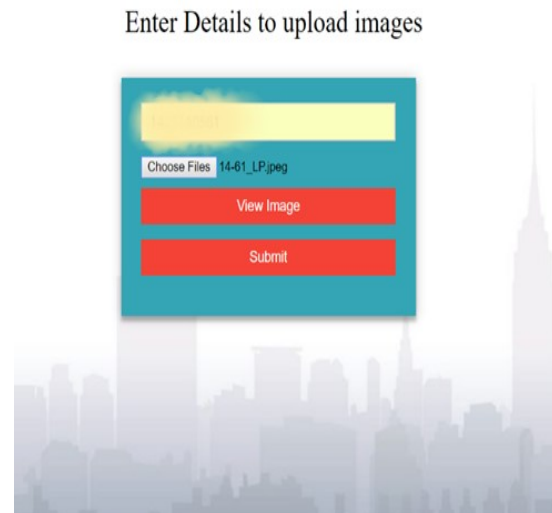 Enter Details to upload images
Choose Files 14-61_LP.jpeg
View Image
Submit